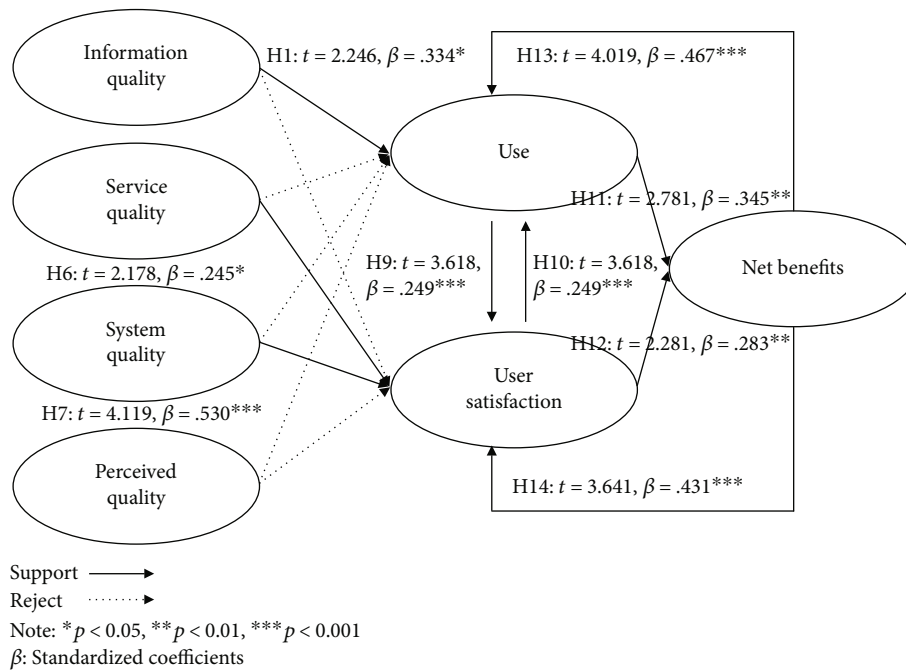 Information
quality
H1: t = 2.246, β = .334*
H13: t = 4.019, β = .467***
Use
Service
quality
H11: t = 2.781, β = .345**
H6: t = 2.178, β = .245*
H9: t = 3.618,
β = .249***
H10: t = 3.618,
β = .249***
Net benefits
System
quality
H12: t = 2.281, β = .283**
User
satisfaction
H7: t = 4.119, β = .530***
Perceived
quality
H14: t = 3.641, β = .431***
Support
Reject
Note: *p < 0.05, **p < 0.01, ***p < 0.001
β: Standardized coefficients